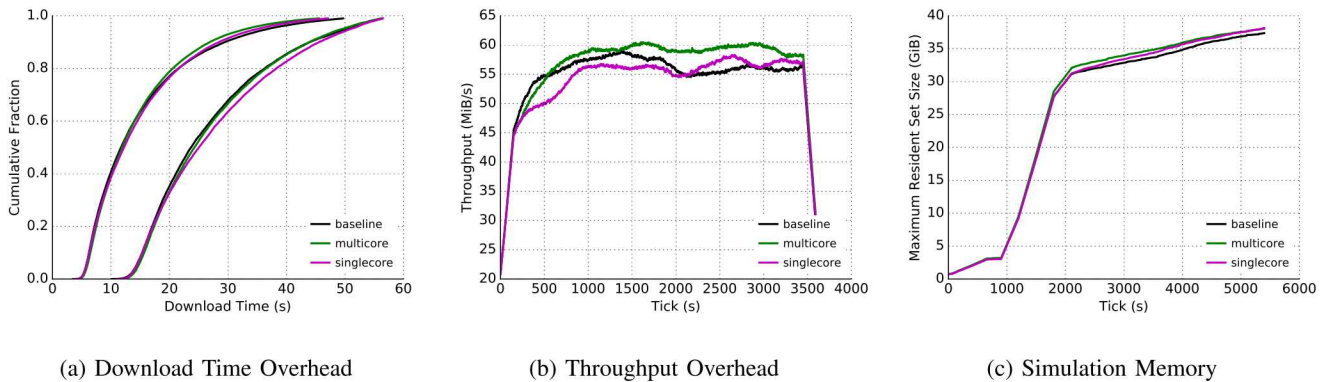 1.0
0.8
0.6
0.4
0.2
0.0
0 10 20 30 40 50 60
Cumulative Fraction
Download Time (s)
baseline
multicore
singlecore
(a) Download Time Overhead
65
60
55
50
45
40
35
30
25
20
0 500 1000 1500 2000 2500 3000 3500 4000
Throughput (MiB/s)
Tick (s)
baseline
multicore
singlecore
(b) Throughput Overhead
40
35
30
25
20
15
10
5
0
0 1000 2000 3000 4000 5000 6000
Maximum Resident Set Size (GiB)
Tick (s)
baseline
multicore
singlecore
(c) Simulation Memory